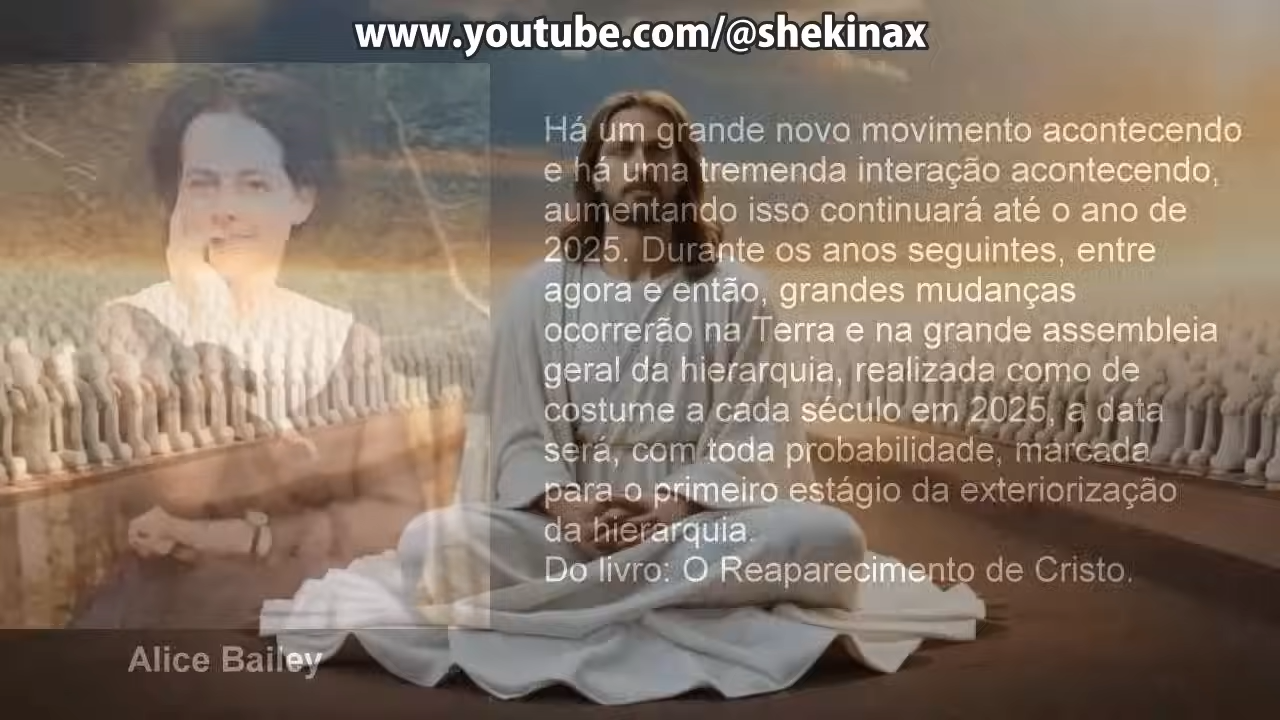 www.youtube.com/@shekinax
Há um grande novo movimento acontecendo
e há uma tremenda interação acontecendo,
aumentando isso continuará até o ano de
2025. Durante os anos seguintes, entre
agora e então, grandes mudanças
ocorrerão na Terra e na grande assembleia
geral da hierarquia, realizada como de
costume a cada século em 2025, a data
será, com toda probabilidade, marcada
para o primeiro estágio da exteriorização
da hierarquia.
Do livro: O Reaparecimento de Cristo.
Alice Bailey